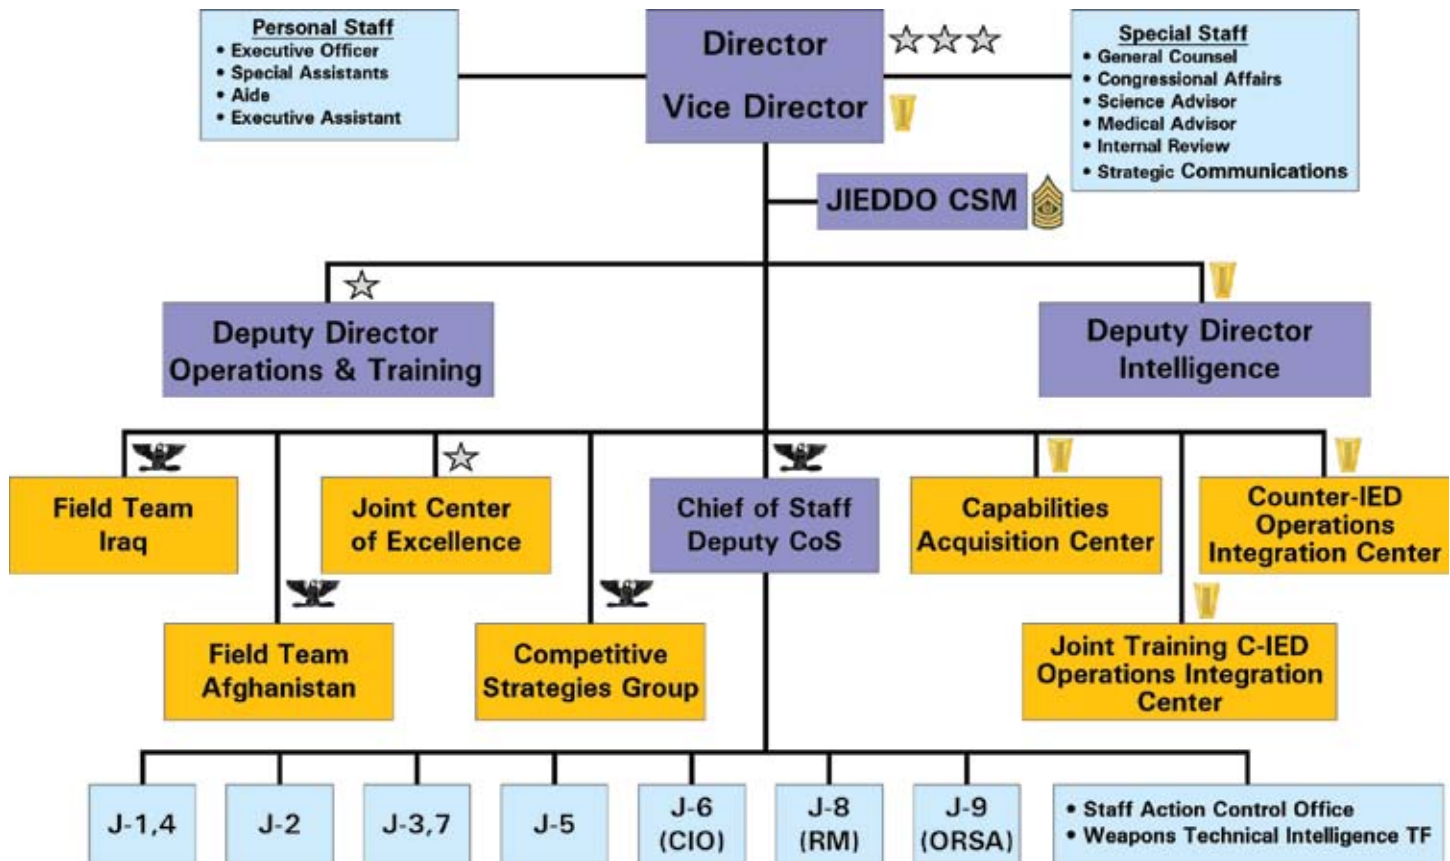 Personal Staff
• Executive Officer
• Special Assistants
• Aide
• Executive Assistant
Director
Vice Director
Special Staff
• General Counsel
• Congressional Affairs
• Science Advisor
• Medical Advisor
• Internal Review
• Strategic Communications
JIEDDO CSM
Deputy Director
Operations & Training
Deputy Director
Intelligence
Field Team
Iraq
Joint Center
of Excellence
Chief of Staff
Deputy CoS
Capabilities
Acquisition Center
Counter-IED
Operations
Integration Center
Field Team
Afghanistan
Competitive
Strategies Group
Joint Training C-IED
Operations Integration
Center
J-1,4
J-2
J-3,7
J-5
J-6
(CIO)
J-8
(RM)
J-9
(ORSA)
• Staff Action Control Office
• Weapons Technical Intelligence TF